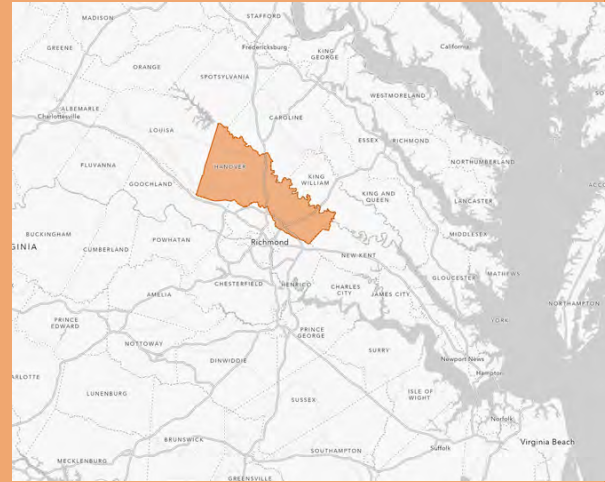 MADISON
STAFFORD
GREENE
Fredericksburg
KING
GEORGE
California
ORANGE
SPOTSYLVANIA
WESTMORELAND
ALBEMARLE
Charlottesville
CAROLINE
LOUISA
ESSEX
RICHMOND
NORTHUMBERLAND
FLUVANNA
HANOVER
KING
WILLIAM
GOOCHLAND
KING AND
QUEEN
LANCASTER
BUCKINGHAM
POWHATAN
Richmond
MIDDLESEX
GINIA
CUMBERLAND
NEW KENT
GLOUCESTER
MATHEWS
AMELIA
CHESTERFIELD
HENRICO
CHARLES
CITY
JAMES CITY
NORTHAMPTON
PRINCE
EDWARD
YORK
NOTTOWAY
PRINCE
GEORGE
SURRY
Newport News
DINWIDDIE
Hampton
ARLOTTE
LUNENBURG
SUSSEX
ISLE OF
WIGHT
Norfolk
BRUNSWICK
Virginia Beach
SOUTHAMPTON
Suffolk
MECKLENBURG
GREENSVILLE